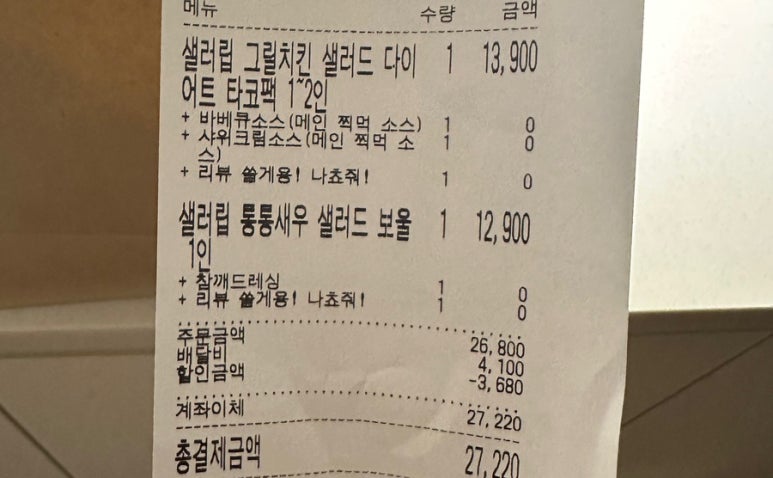 메뉴 수량 금액
샐러립 그릴치킨 샐러드 다이 1 13,900
어트 타코팩 1~2인
+ 바베큐소스(메인 찍먹 소스) 1 0
+ 샤워크림소스(메인 찍먹 소 1 0
스)
+ 리뷰 쓸게용! 나쵸줘! 1 0
샐러립 통통새우 샐러드 보울 1 12,900
1인
+ 참깨드레싱 1 0
+ 리뷰 쓸게용! 나쵸줘! 1 0
주문금액 26,800
배달비 4,100
할인금액 -3,680
계좌이체 27,220
총결제금액 27,220